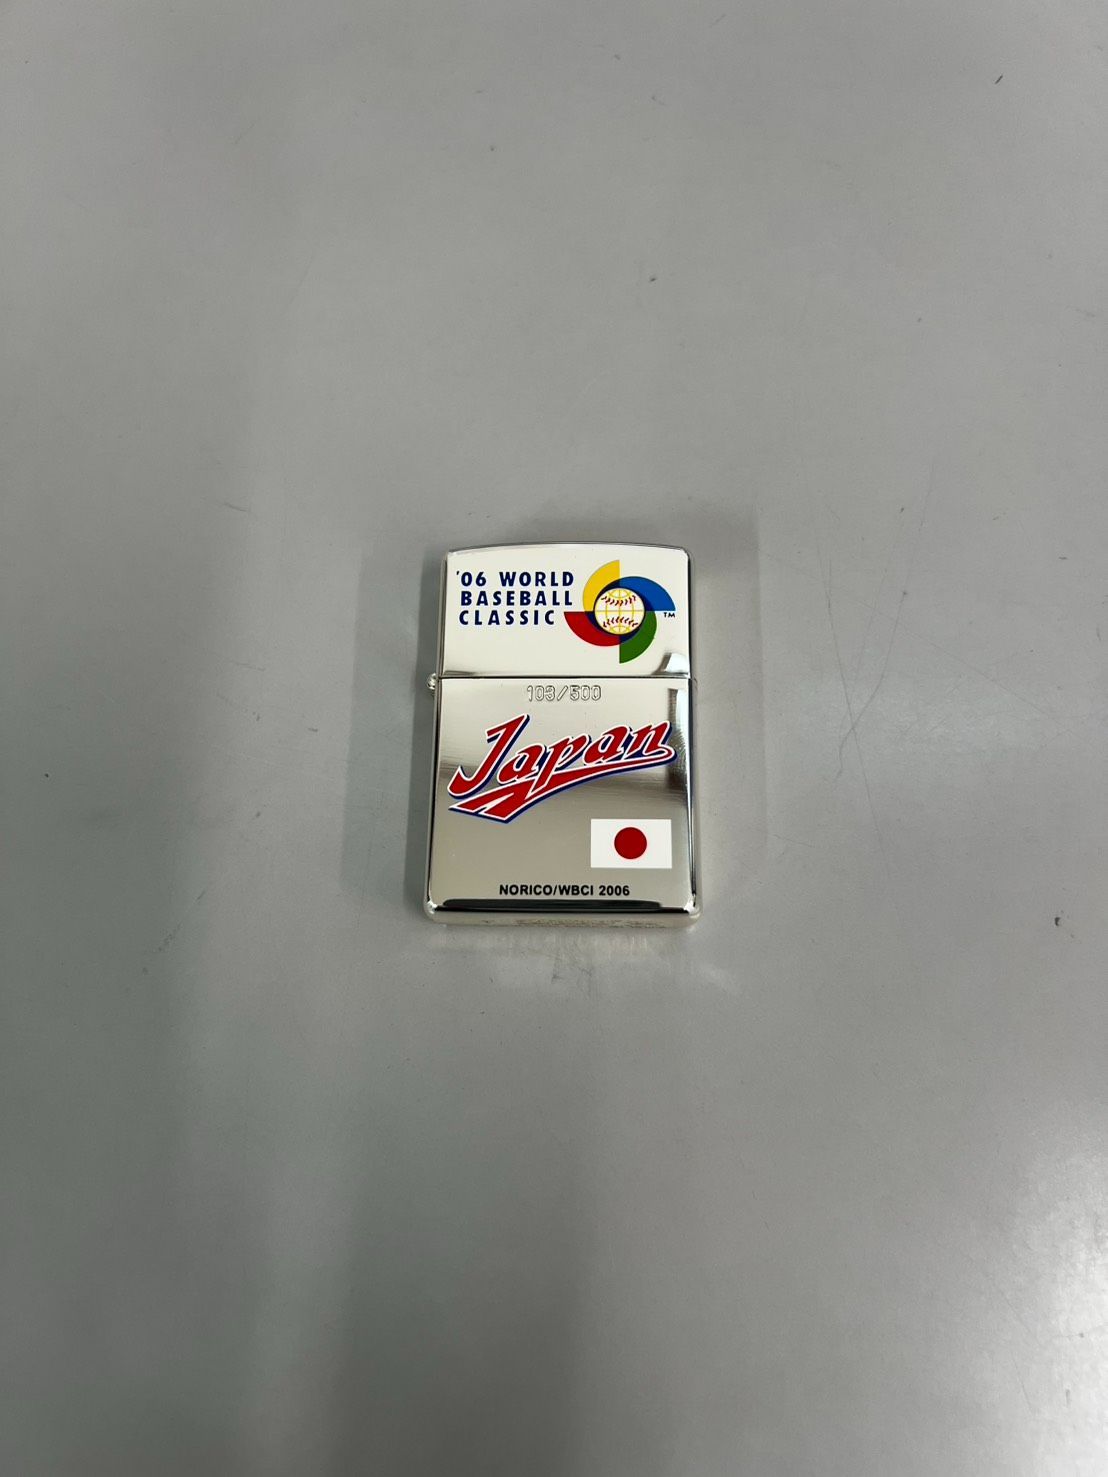 '06 WORLD
BASEBALL
CLASSIC
TM
103/500
Japan
NORICO/WBCI 2006